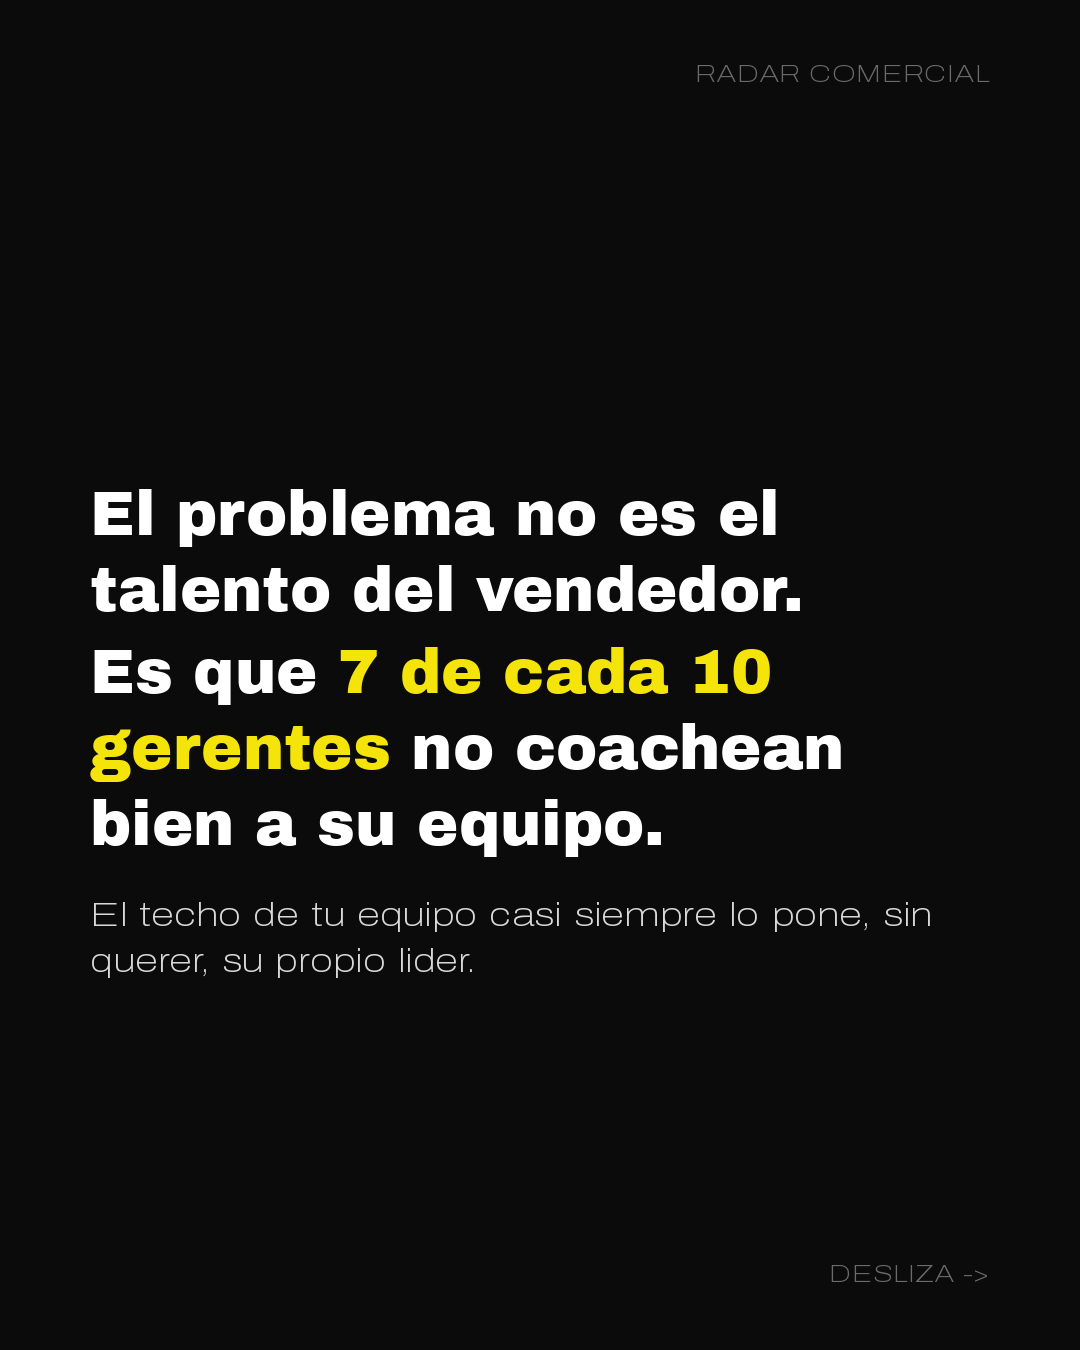 RADAR COMERCIAL
El problema no es el
talento del vendedor.
Es que 7 de cada 10
gerentes no coachean
bien a su equipo.
El techo de tu equipo casi siempre lo pone, sin
querer, su propio lider.
DESLIZA ->